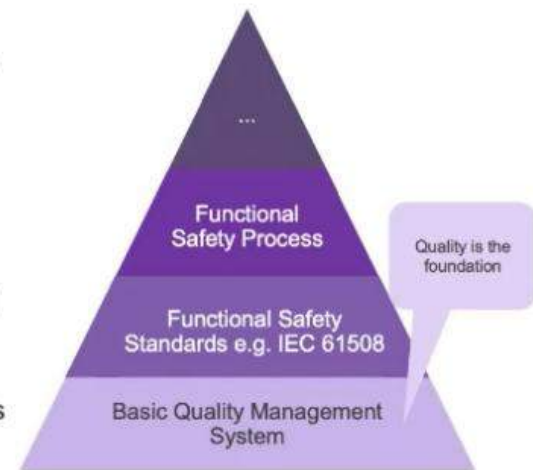 ...
Functional
Safety Process
Quality is the
foundation
Functional Safety
Standards e.g. IEC 61508
Basic Quality Management
System